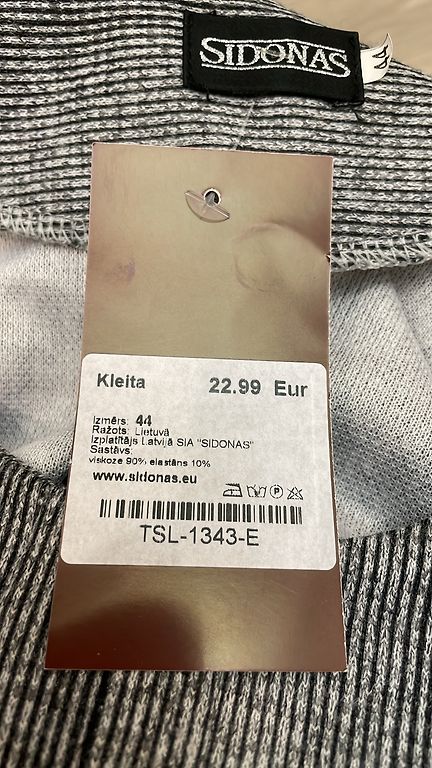 SIDONAS
44
Kleita 22.99 Eur
Izmērs: 44
Ražots: Lietuvā
Izplatītājs Latvijā SIA "SIDONAS"
Sastāvs:
viskoze 90% elastāns 10%
www.sidonas.eu
P
TSL-1343-E